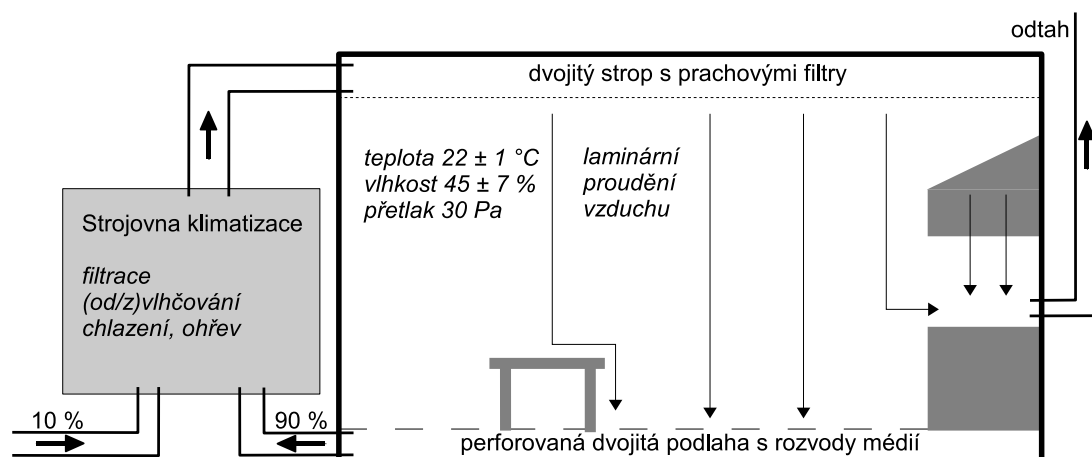 odtah
dvojitý strop s prachovými filtry
teplota 22 ± 1 °C
vlhkost 45 ± 7 %
přetlak 30 Pa
laminární
proudění
vzduchu
Strojovna klimatizace
filtrace
(od/z)vlhčování
chlazení, ohřev
10 %
90 %
perforovaná dvojitá podlaha s rozvody médií